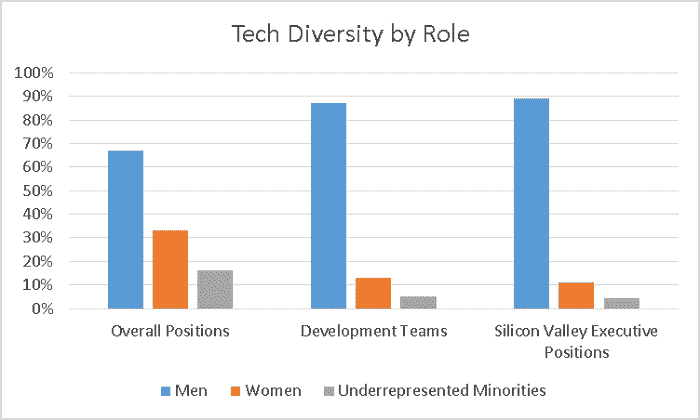 Tech Diversity by Role
100%
90%
80%
70%
60%
50%
40%
30%
20%
10%
0%
Overall Positions
Development Teams
Silicon Valley Executive
Positions
Men
Women
Underrepresented Minorities